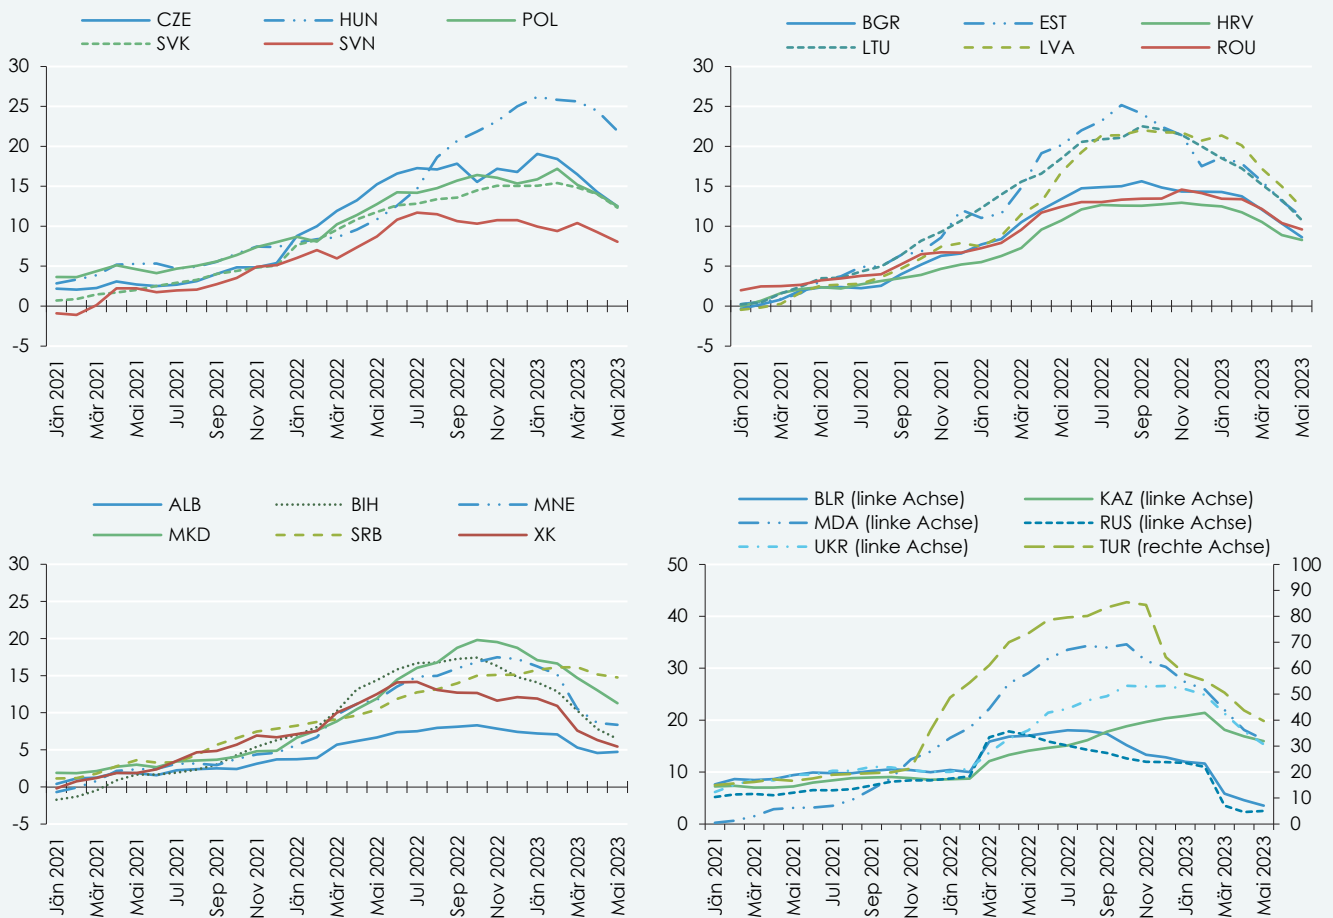 CZE HUN POL
SVK SVN
30
25
20
15
10
5
0
-5
Jän 2021
Mär 2021
Mai 2021
Jul 2021
Sep 2021
Nov 2021
Jän 2022
Mär 2022
Mai 2022
Jul 2022
Sep 2022
Nov 2022
Jän 2023
Mär 2023
Mai 2023
BGR EST HRV
LTU LVA ROU
30
25
20
15
10
5
0
-5
Jän 2021
Mär 2021
Mai 2021
Jul 2021
Sep 2021
Nov 2021
Jän 2022
Mär 2022
Mai 2022
Jul 2022
Sep 2022
Nov 2022
Jän 2023
Mär 2023
Mai 2023
ALB BIH MNE
MKD SRB XK
30
25
20
15
10
5
0
-5
Jän 2021
Mär 2021
Mai 2021
Jul 2021
Sep 2021
Nov 2021
Jän 2022
Mär 2022
Mai 2022
Jul 2022
Sep 2022
Nov 2022
Jän 2023
Mär 2023
Mai 2023
BLR (linke Achse) KAZ (linke Achse)
MDA (linke Achse) RUS (linke Achse)
UKR (linke Achse) TUR (rechte Achse)
50
40
30
20
10
0
100
90
80
70
60
50
40
30
20
10
0
Jän 2021
Mär 2021
Mai 2021
Jul 2021
Sep 2021
Nov 2021
Jän 2022
Mär 2022
Mai 2022
Jul 2022
Sep 2022
Nov 2022
Jän 2023
Mär 2023
Mai 2023